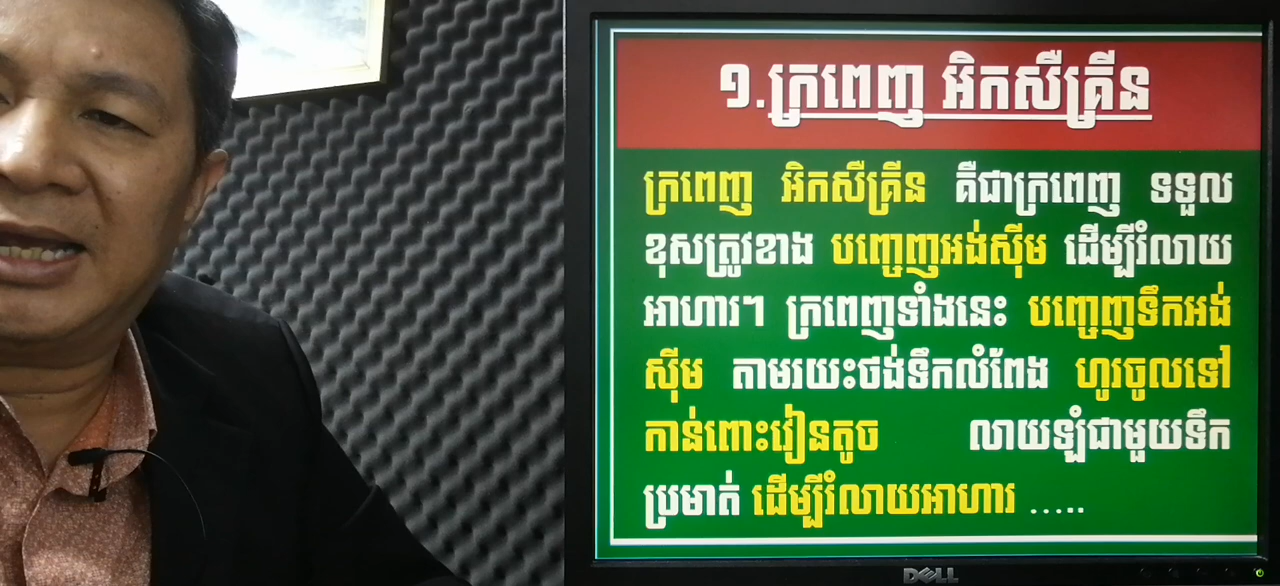 ១.ក្រពេញ អិកសឺគ្រីន
ក្រពេញ អិកសឺគ្រីន គឺជាក្រពេញ ទទួល
ខុសត្រូវខាង បញ្ចេញអង់ស៊ីម ដើម្បីរំលាយ
អាហារ។ ក្រពេញទាំងនេះ បញ្ចេញទឹកអង់
ស៊ីម តាមរយះថង់ទឹកលំពែង ហូរចូលទៅ
កាន់ពោះវៀនតូច លាយឡំជាមួយទឹក
ប្រមាត់ ដើម្បីរំលាយអាហារ .....
DELL